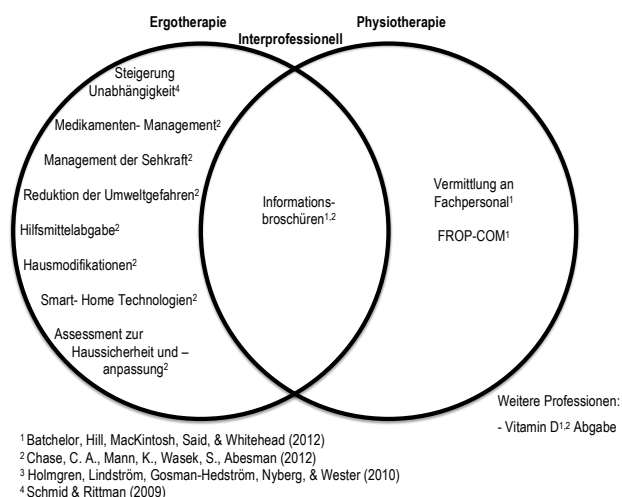 Ergotherapie
Interprofessionell
Physiotherapie
Steigerung
Unabhängigkeit⁴
Medikamenten- Management²
Management der Sehkraft²
Reduktion der Umweltgefahren²
Hilfsmittelabgabe²
Hausmodifikationen²
Smart- Home Technologien²
Assessment zur
Haussicherheit und –
anpassung²
Informations-
broschüren¹,²
Vermittlung an
Fachpersonal¹
FROP-COM¹
Weitere Professionen:
- Vitamin D¹,² Abgabe
¹ Batchelor, Hill, MacKintosh, Said, & Whitehead (2012)
² Chase, C. A., Mann, K., Wasek, S., Abesman (2012)
³ Holmgren, Lindström, Gosman-Hedström, Nyberg, & Wester (2010)
⁴ Schmid & Rittman (2009)